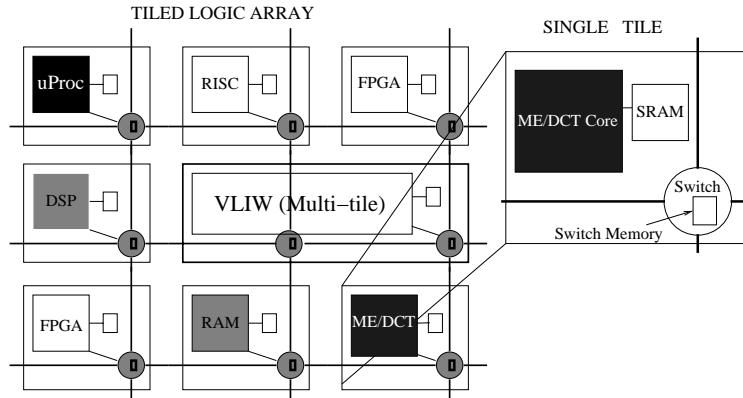 TILED LOGIC ARRAY
SINGLE TILE
uProc
RISC
FPGA
ME/DCT Core
SRAM
DSP
VLIW (Multi−tile)
Switch
Switch Memory
FPGA
RAM
ME/DCT